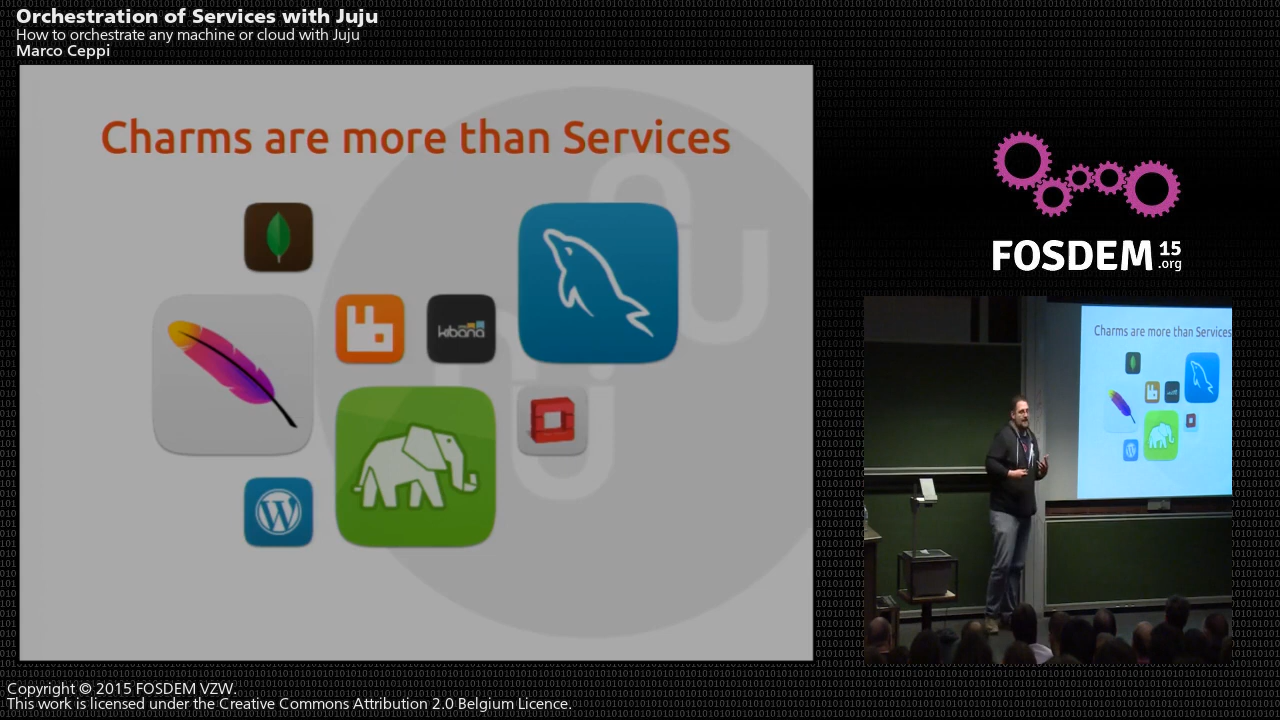 Orchestration of Services with Juju
How to orchestrate any machine or cloud with Juju
Marco Ceppi
Charms are more than Services
kibana
FOSDEM 15
.org
Charms are more than Services
Copyright © 2015 FOSDEM VZW.
This work is licensed under the Creative Commons Attribution 2.0 Belgium Licence.